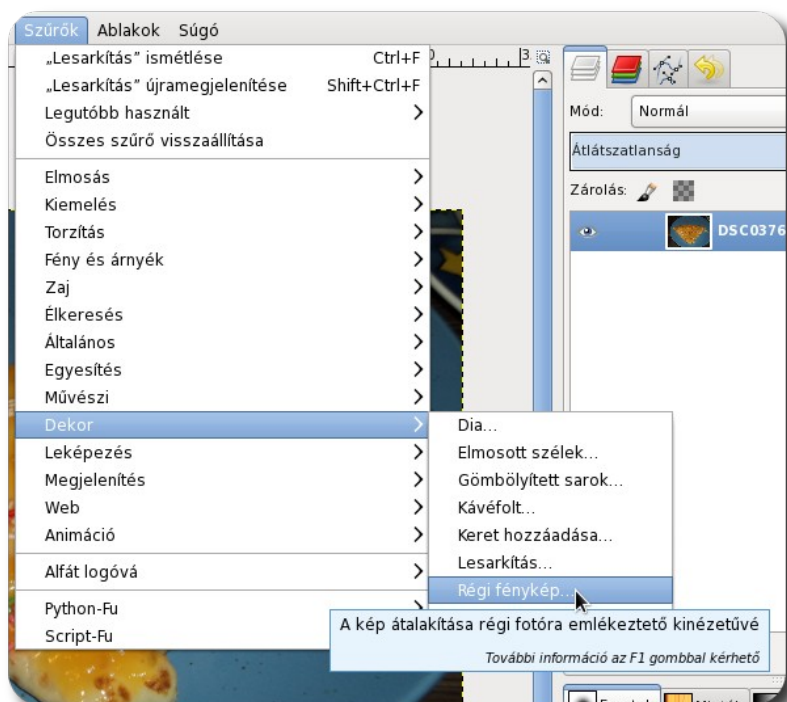 Szűrők Ablakok Súgó
„Lesarkítás” ismétlése Ctrl+F
„Lesarkítás” újramegjelenítése Shift+Ctrl+F
Legutóbb használt
Összes szűrő visszaállítása
Elmosás
Kiemelés
Torzítás
Fény és árnyék
Zaj
Élkeresés
Általános
Egyesítés
Művészi
Dekor
Leképezés
Megjelenítés
Web
Animáció
Alfát logóvá
Python-Fu
Script-Fu
Dia...
Elmosott szélek...
Gömbölyített sarok...
Kávéfolt...
Keret hozzáadása...
Lesarkítás...
Régi fénykép...
A kép átalakítása régi fotóra emlékeztető kinézetűvé
További információ az F1 gombbal kérhető
3
Mód: Normál
Átlátszatlanság
Zárolás:
DSC0376